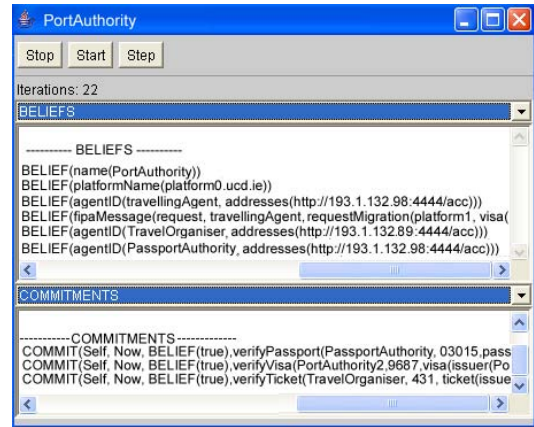 PortAuthority
Stop Start Step
Iterations: 22
BELIEFS
---------- BELIEFS ----------
BELIEF(name(PortAuthority))
BELIEF(platformName(platform0.ucd.ie))
BELIEF(agentID(travellingAgent, addresses(http://193.1.132.98:4444/acc)))
BELIEF(fipaMessage(request, travellingAgent, requestMigration(platform1, visa(
BELIEF(agentID(TravelOrganiser, addresses(http://193.1.132.89:4444/acc)))
BELIEF(agentID(PassportAuthority, addresses(http://193.1.132.98:4444/acc)))
COMMITMENTS
-----------COMMITMENTS-------------
COMMIT(Self, Now, BELIEF(true),verifyPassport(PassportAuthority, 03015,pass
COMMIT(Self, Now, BELIEF(true),verifyVisa(PortAuthority2,9687,visa(issuer(Po
COMMIT(Self, Now, BELIEF(true),verifyTicket(TravelOrganiser, 431, ticket(issue